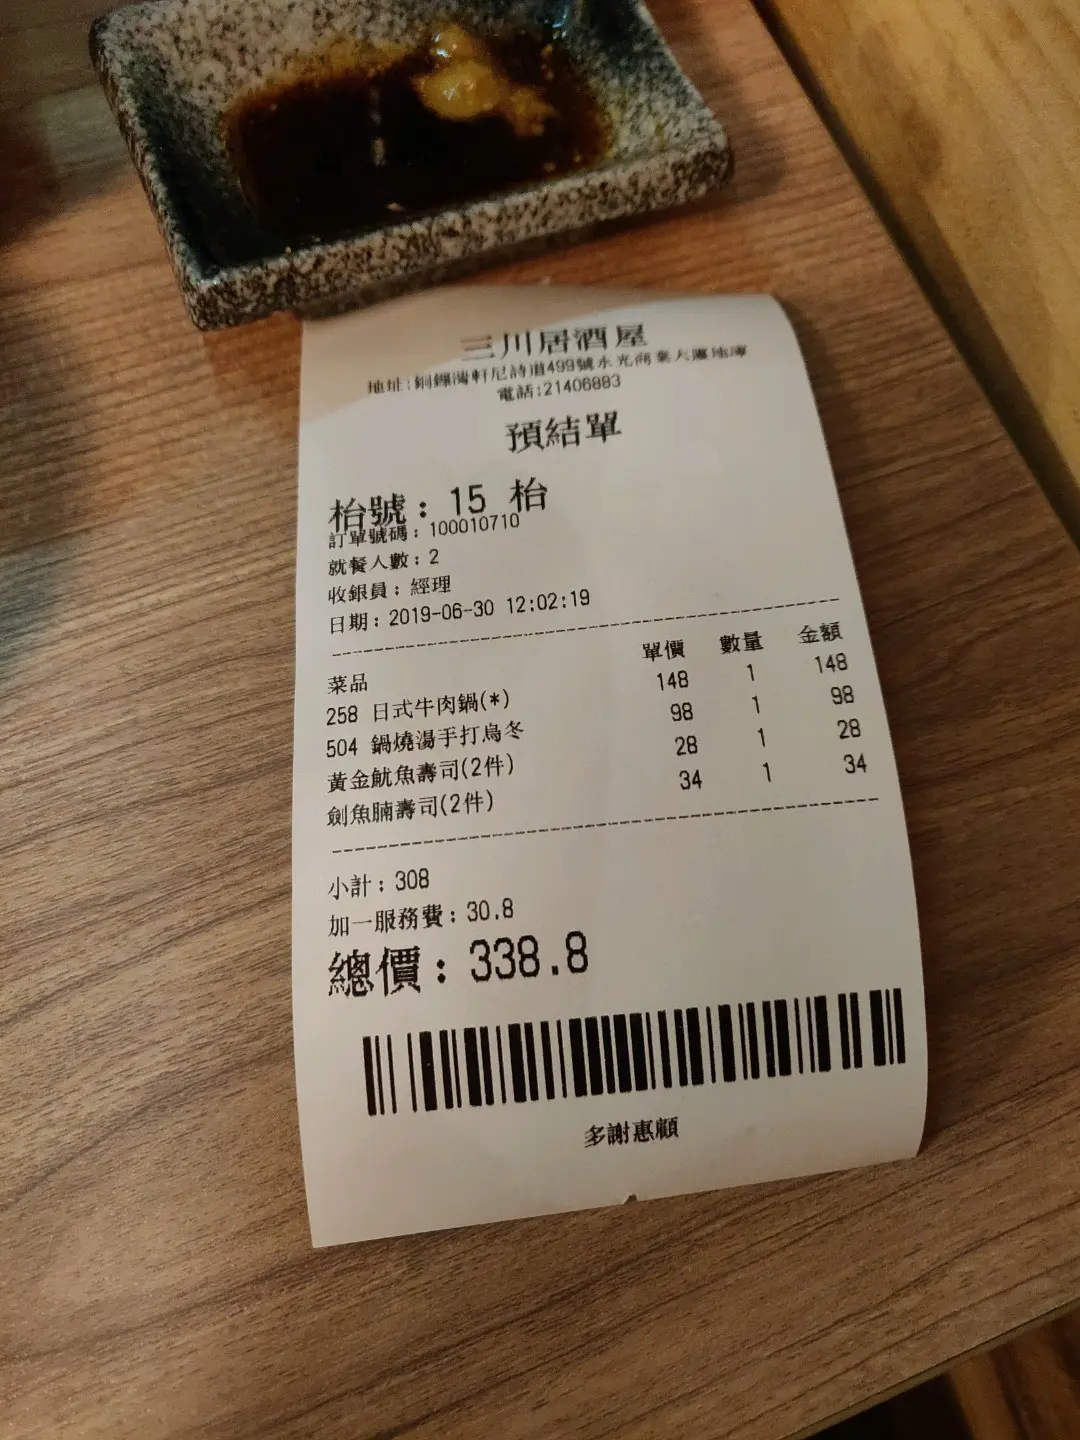 三川居酒屋
地址:銅鑼灣軒尼詩道499號永光商業大廈地庫
電話:21406883
預結單
枱號: 15 枱
訂單號碼: 100010710
就餐人數: 2
收銀員: 經理
日期: 2019-06-30 12:02:19
菜品 單價 數量 金額
258 日式牛肉鍋(*) 148 1 148
504 鍋燒湯手打烏冬 98 1 98
黃金魷魚壽司(2件) 28 1 28
劍魚腩壽司(2件) 34 1 34
小計: 308
加一服務費: 30.8
總價: 338.8
多謝惠顧